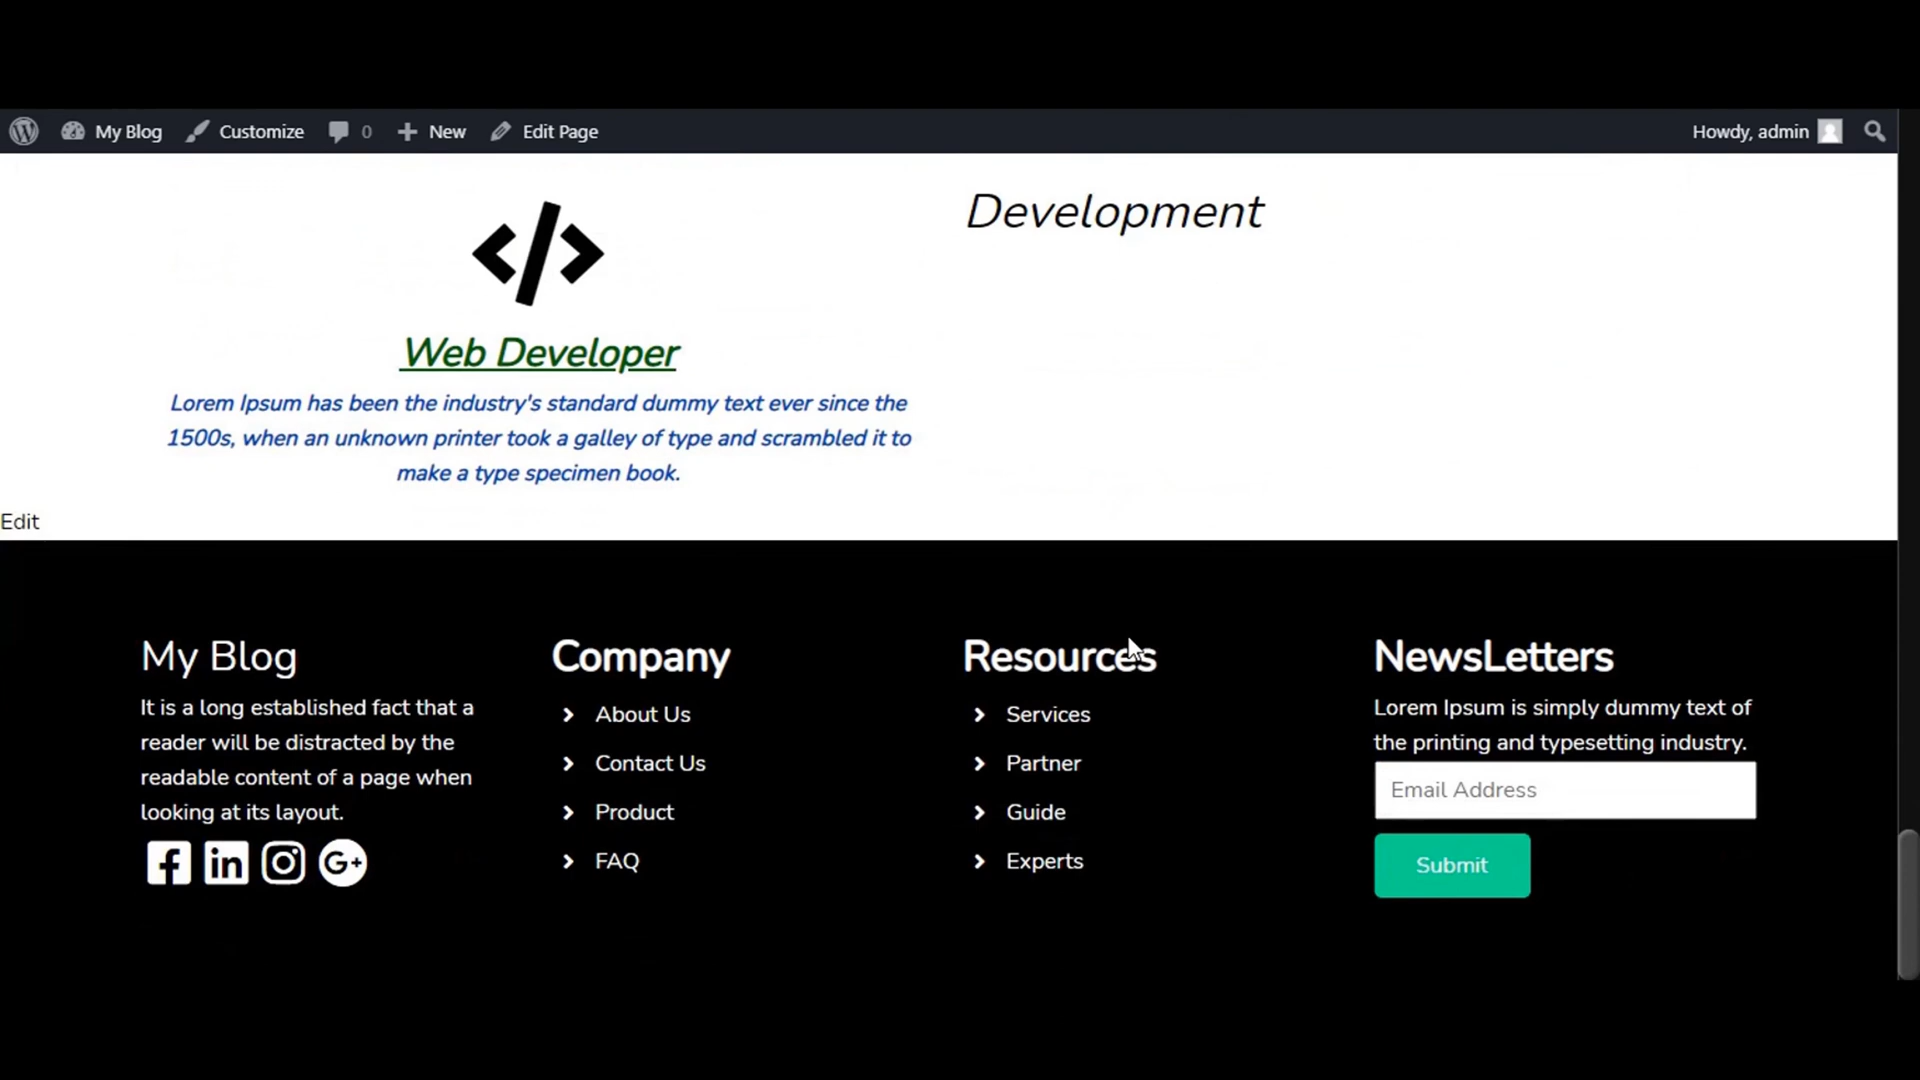 My Blog Customize 0 New Edit Page Howdy, admin
</>
Web Developer
Lorem Ipsum has been the industry's standard dummy text ever since the
1500s, when an unknown printer took a galley of type and scrambled it to
make a type specimen book.
Development
Edit
My Blog
It is a long established fact that a
reader will be distracted by the
readable content of a page when
looking at its layout.
Company
About Us
Contact Us
Product
FAQ
Resources
Services
Partner
Guide
Experts
NewsLetters
Lorem Ipsum is simply dummy text of
the printing and typesetting industry.
Email Address
Submit